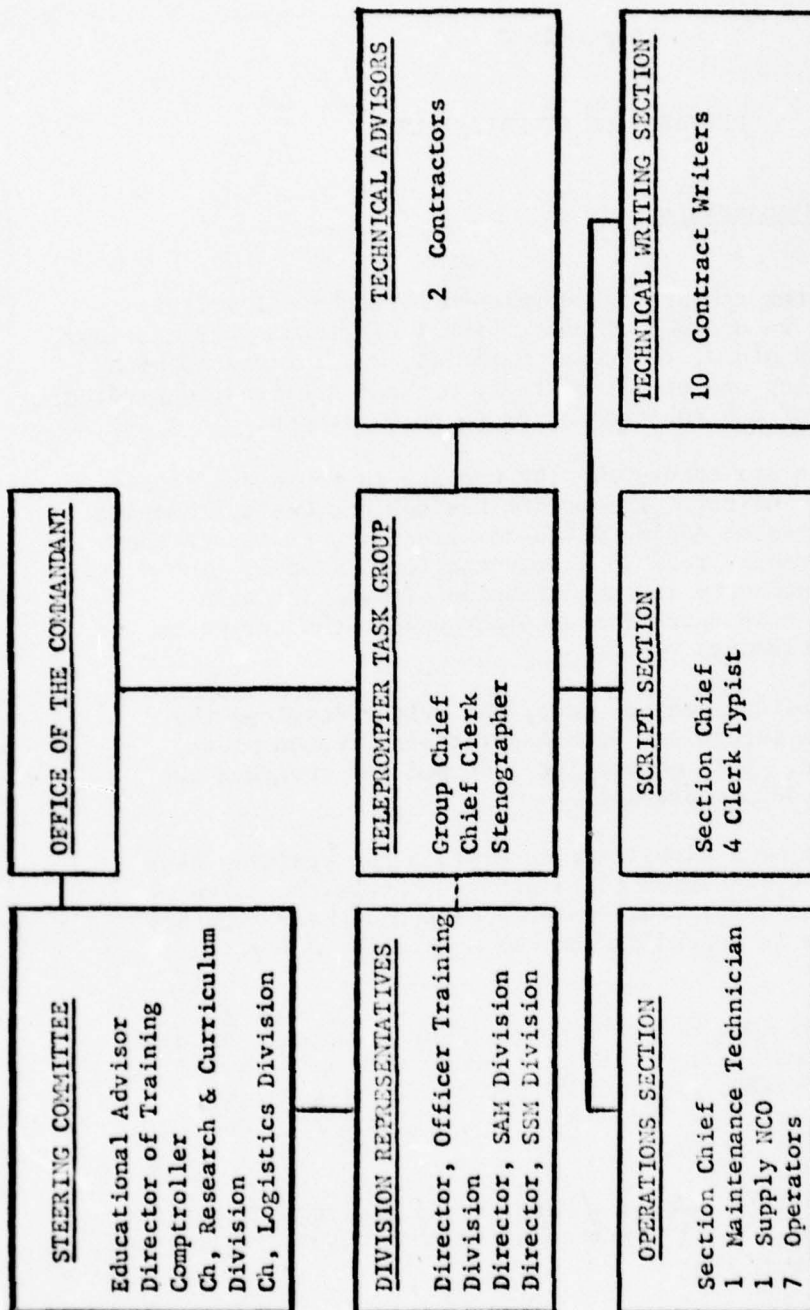 STEERING COMMITTEE
Educational Advisor
Director of Training
Comptroller
Ch, Research & Curriculum
Division
Ch, Logistics Division
OFFICE OF THE COMMANDANT
DIVISION REPRESENTATIVES
Director, Officer Training
Division
Director, SAM Division
Director, SSM Division
TELEPROMPTER TASK GROUP
Group Chief
Chief Clerk
Stenographer
TECHNICAL ADVISORS
2 Contractors
OPERATIONS SECTION
Section Chief
1 Maintenance Technician
1 Supply NCO
7 Operators
SCRIPT SECTION
Section Chief
4 Clerk Typist
TECHNICAL WRITING SECTION
10 Contract Writers